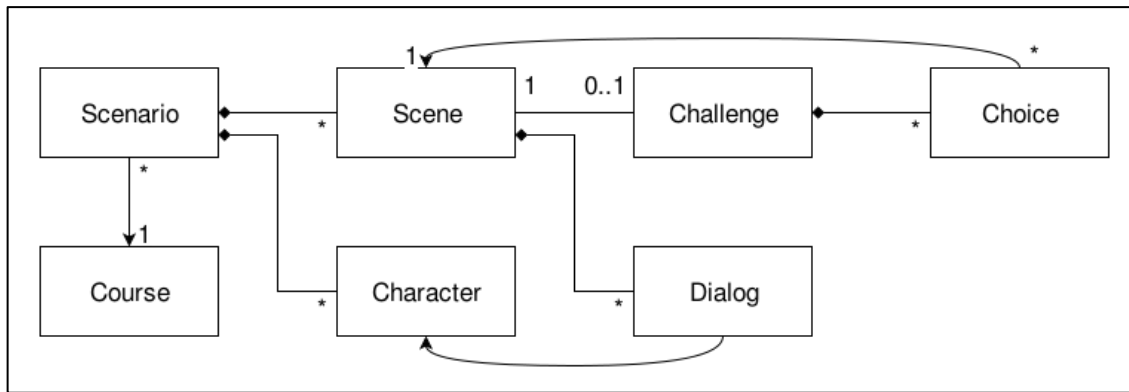 1 *
1 0..1
Scenario Scene Challenge Choice
* *
* 1
Course Character Dialog
* *